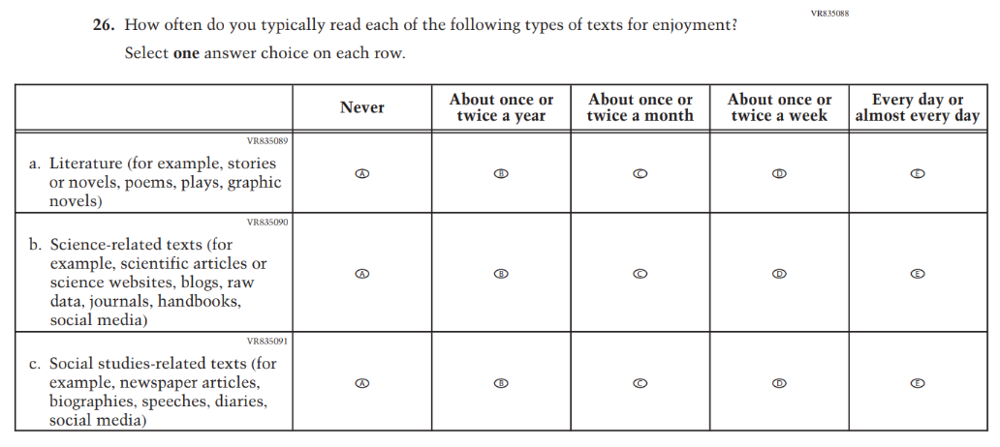 VR835088
26. How often do you typically read each of the following types of texts for enjoyment?
Select one answer choice on each row.
Never
About once or
twice a year
About once or
twice a month
About once or
twice a week
Every day or
almost every day
VR835089
a. Literature (for example, stories
or novels, poems, plays, graphic
novels)
A B C D E
VR835090
b. Science-related texts (for
example, scientific articles or
science websites, blogs, raw
data, journals, handbooks,
social media)
A B C D E
VR835091
c. Social studies-related texts (for
example, newspaper articles,
biographies, speeches, diaries,
social media)
A B C D E